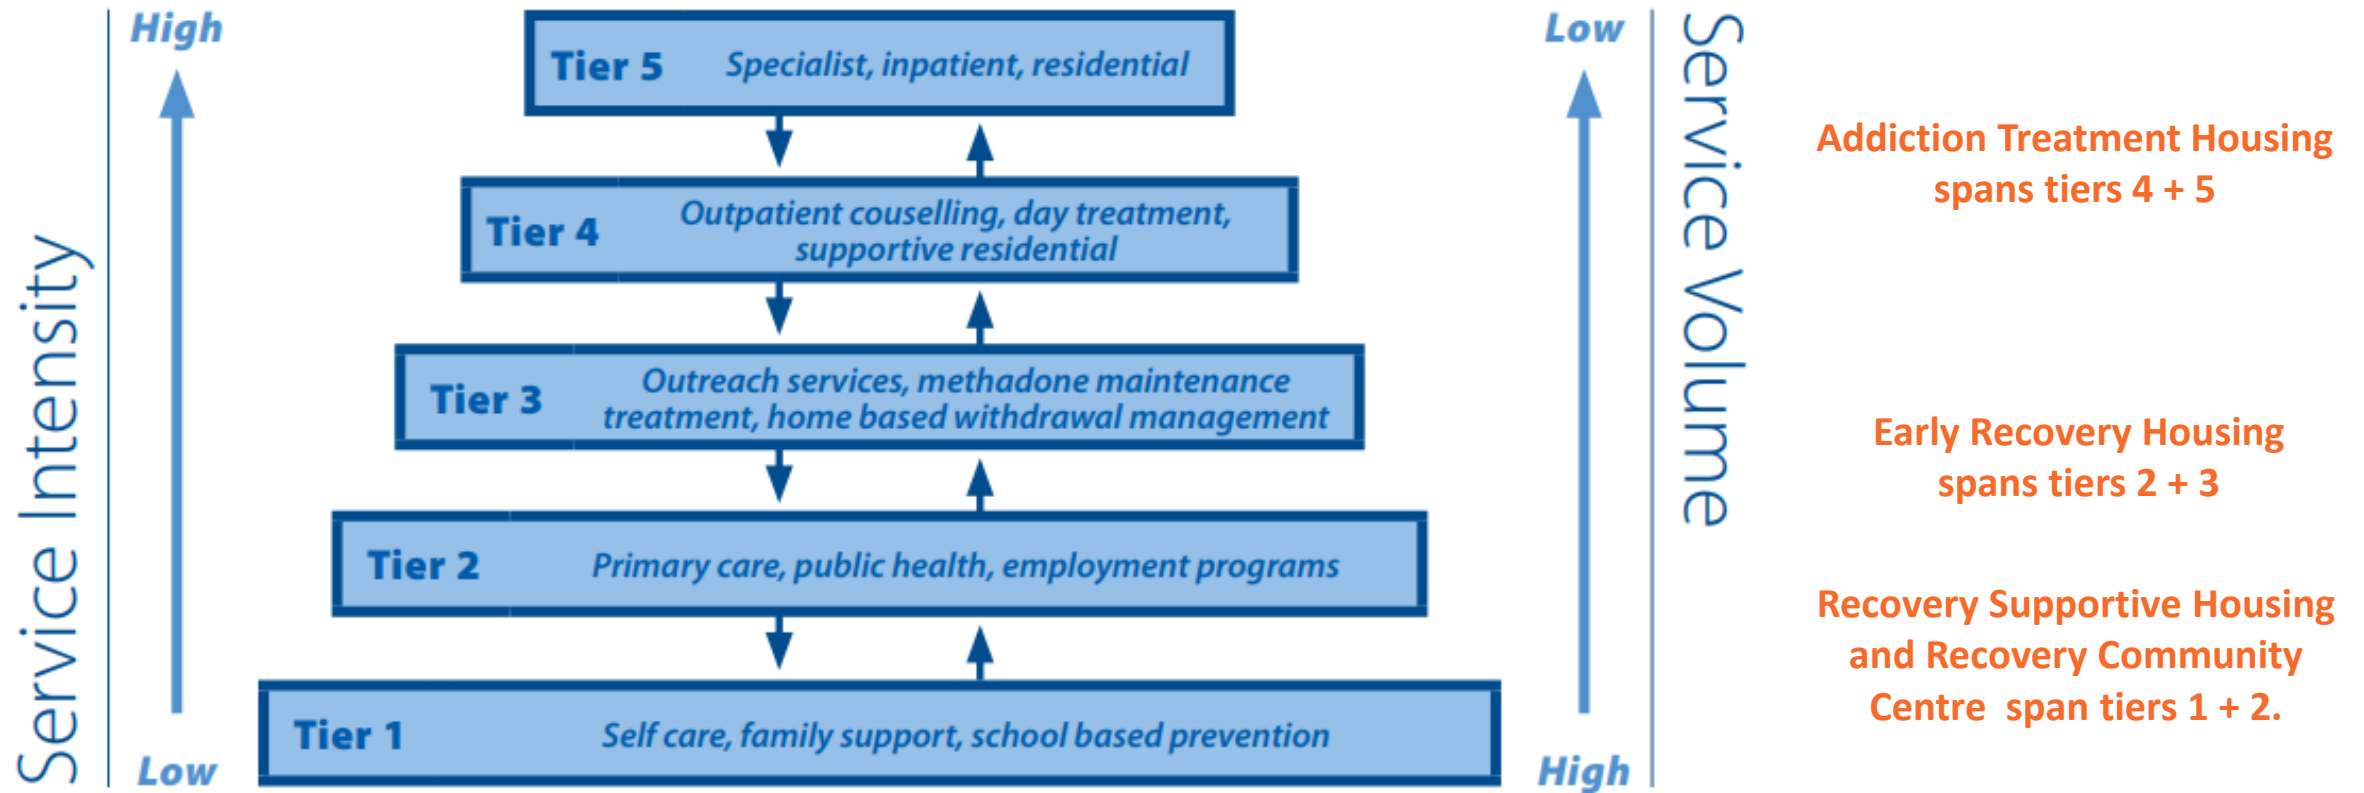 Service Intensity
High
Low
Tier 5 Specialist, inpatient, residential
Tier 4 Outpatient couselling, day treatment,
supportive residential
Tier 3 Outreach services, methadone maintenance
treatment, home based withdrawal management
Tier 2 Primary care, public health, employment programs
Tier 1 Self care, family support, school based prevention
Low
High
Service Volume
Addiction Treatment Housing
spans tiers 4 + 5
Early Recovery Housing
spans tiers 2 + 3
Recovery Supportive Housing
and Recovery Community
Centre  span tiers 1 + 2.